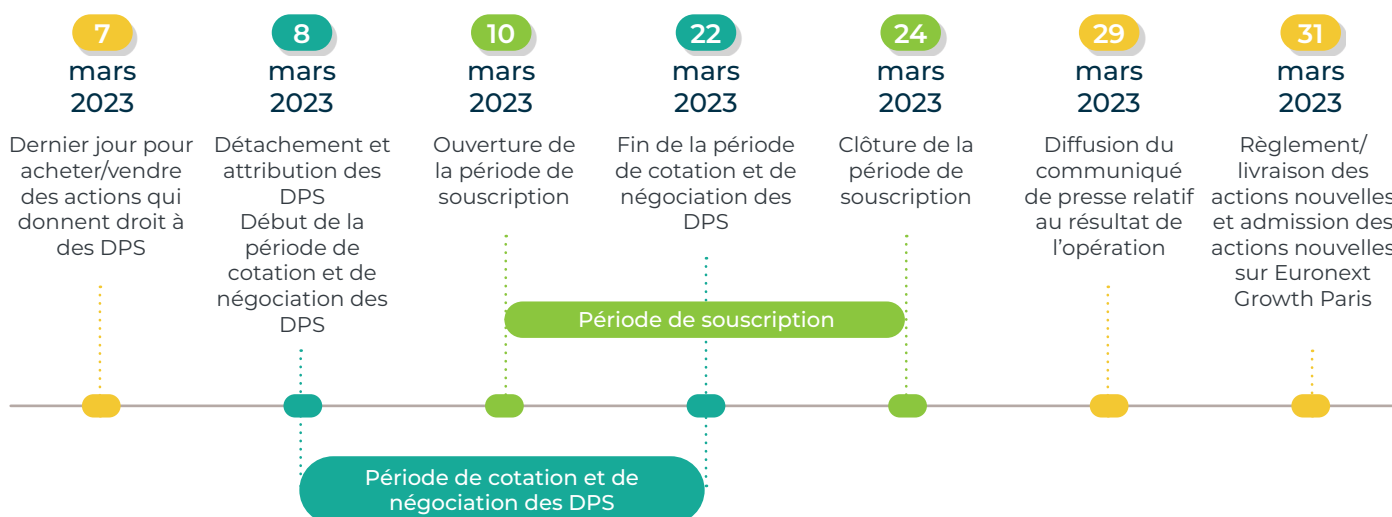 7
mars
2023
Dernier jour pour
acheter/vendre
des actions qui
donnent droit à
des DPS
8
mars
2023
Détachement et
attribution des
DPS
Début de la
période de
cotation et de
négociation des
DPS
10
mars
2023
Ouverture de
la période de
souscription
22
mars
2023
Fin de la période
de cotation et de
négociation des
DPS
24
mars
2023
Clôture de la
période de
souscription
29
mars
2023
Diffusion du
communiqué
de presse relatif
au résultat de
l’opération
31
mars
2023
Règlement/
livraison des
actions nouvelles
et admission des
actions nouvelles
sur Euronext
Growth Paris
Période de souscription
Période de cotation et de
négociation des DPS